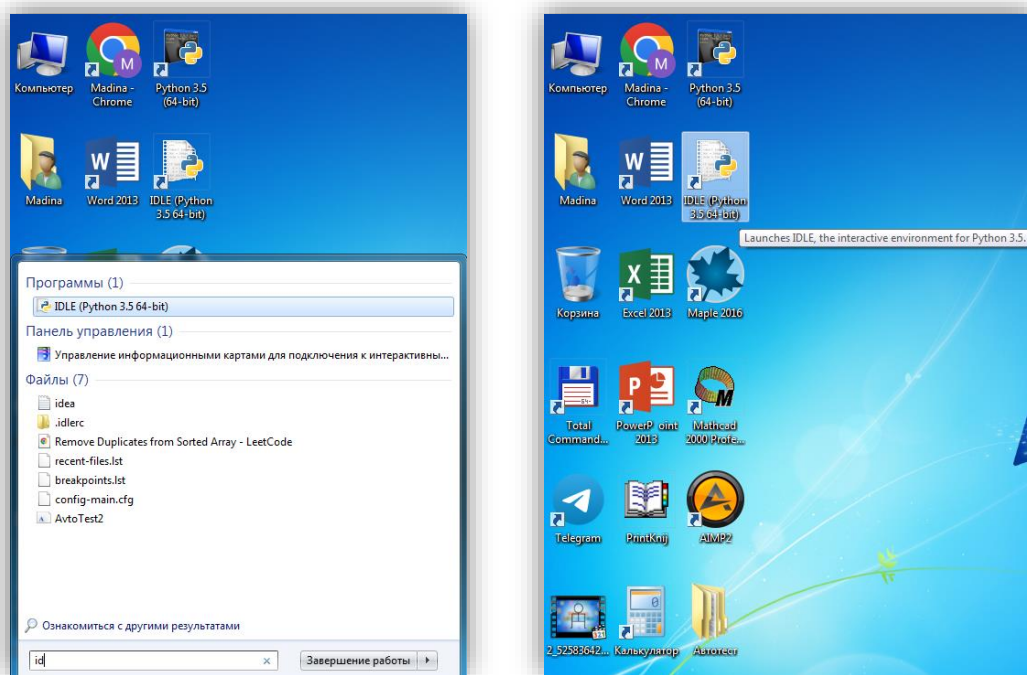 Компьютер
Madina -
Chrome
Python 3.5
(64-bit)
Madina
Word 2013
IDLE (Python
3.5 64-bit)
Программы (1)
IDLE (Python 3.5 64-bit)
Панель управления (1)
Управление информационными картами для подключения к интерактивны...
Файлы (7)
idea
.idlerc
Remove Duplicates from Sorted Array - LeetCode
recent-files.lst
breakpoints.lst
config-main.cfg
AvtoTest2
Ознакомиться с другими результатами
id
Завершение работы
Компьютер
Madina -
Chrome
Python 3.5
(64-bit)
Madina
Word 2013
IDLE (Python
3.5 64-bit)
Launches IDLE, the interactive environment for Python 3.5.
Корзина
Excel 2013
Maple 2016
Total
Command...
PowerP oint
2013
Mathcad
2000 Profe...
Telegram
PrintKnij
AIMP2
2_52583642...
Калькулятор
Автотест